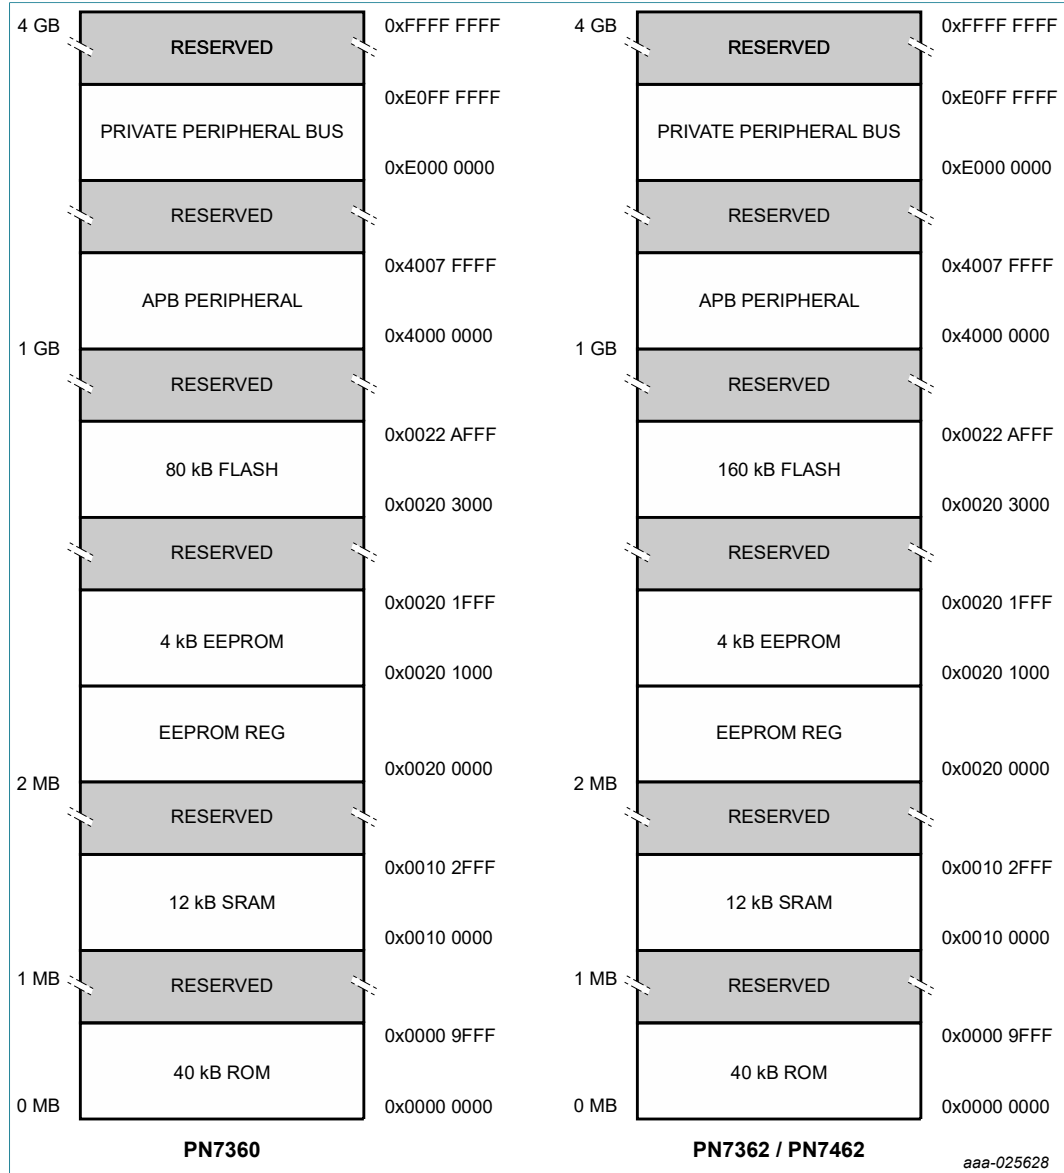 4 GB
RESERVED
0xFFFF FFFF
0xE0FF FFFF
PRIVATE PERIPHERAL BUS
0xE000 0000
RESERVED
0x4007 FFFF
APB PERIPHERAL
0x4000 0000
1 GB
RESERVED
0x0022 AFFF
80 kB FLASH
0x0020 3000
RESERVED
0x0020 1FFF
4 kB EEPROM
0x0020 1000
EEPROM REG
0x0020 0000
2 MB
RESERVED
0x0010 2FFF
12 kB SRAM
0x0010 0000
1 MB
RESERVED
0x0000 9FFF
40 kB ROM
0 MB
0x0000 0000
PN7360
4 GB
RESERVED
0xFFFF FFFF
0xE0FF FFFF
PRIVATE PERIPHERAL BUS
0xE000 0000
RESERVED
0x4007 FFFF
APB PERIPHERAL
0x4000 0000
1 GB
RESERVED
0x0022 AFFF
160 kB FLASH
0x0020 3000
RESERVED
0x0020 1FFF
4 kB EEPROM
0x0020 1000
EEPROM REG
0x0020 0000
2 MB
RESERVED
0x0010 2FFF
12 kB SRAM
0x0010 0000
1 MB
RESERVED
0x0000 9FFF
40 kB ROM
0 MB
0x0000 0000
PN7362 / PN7462
aaa-025628